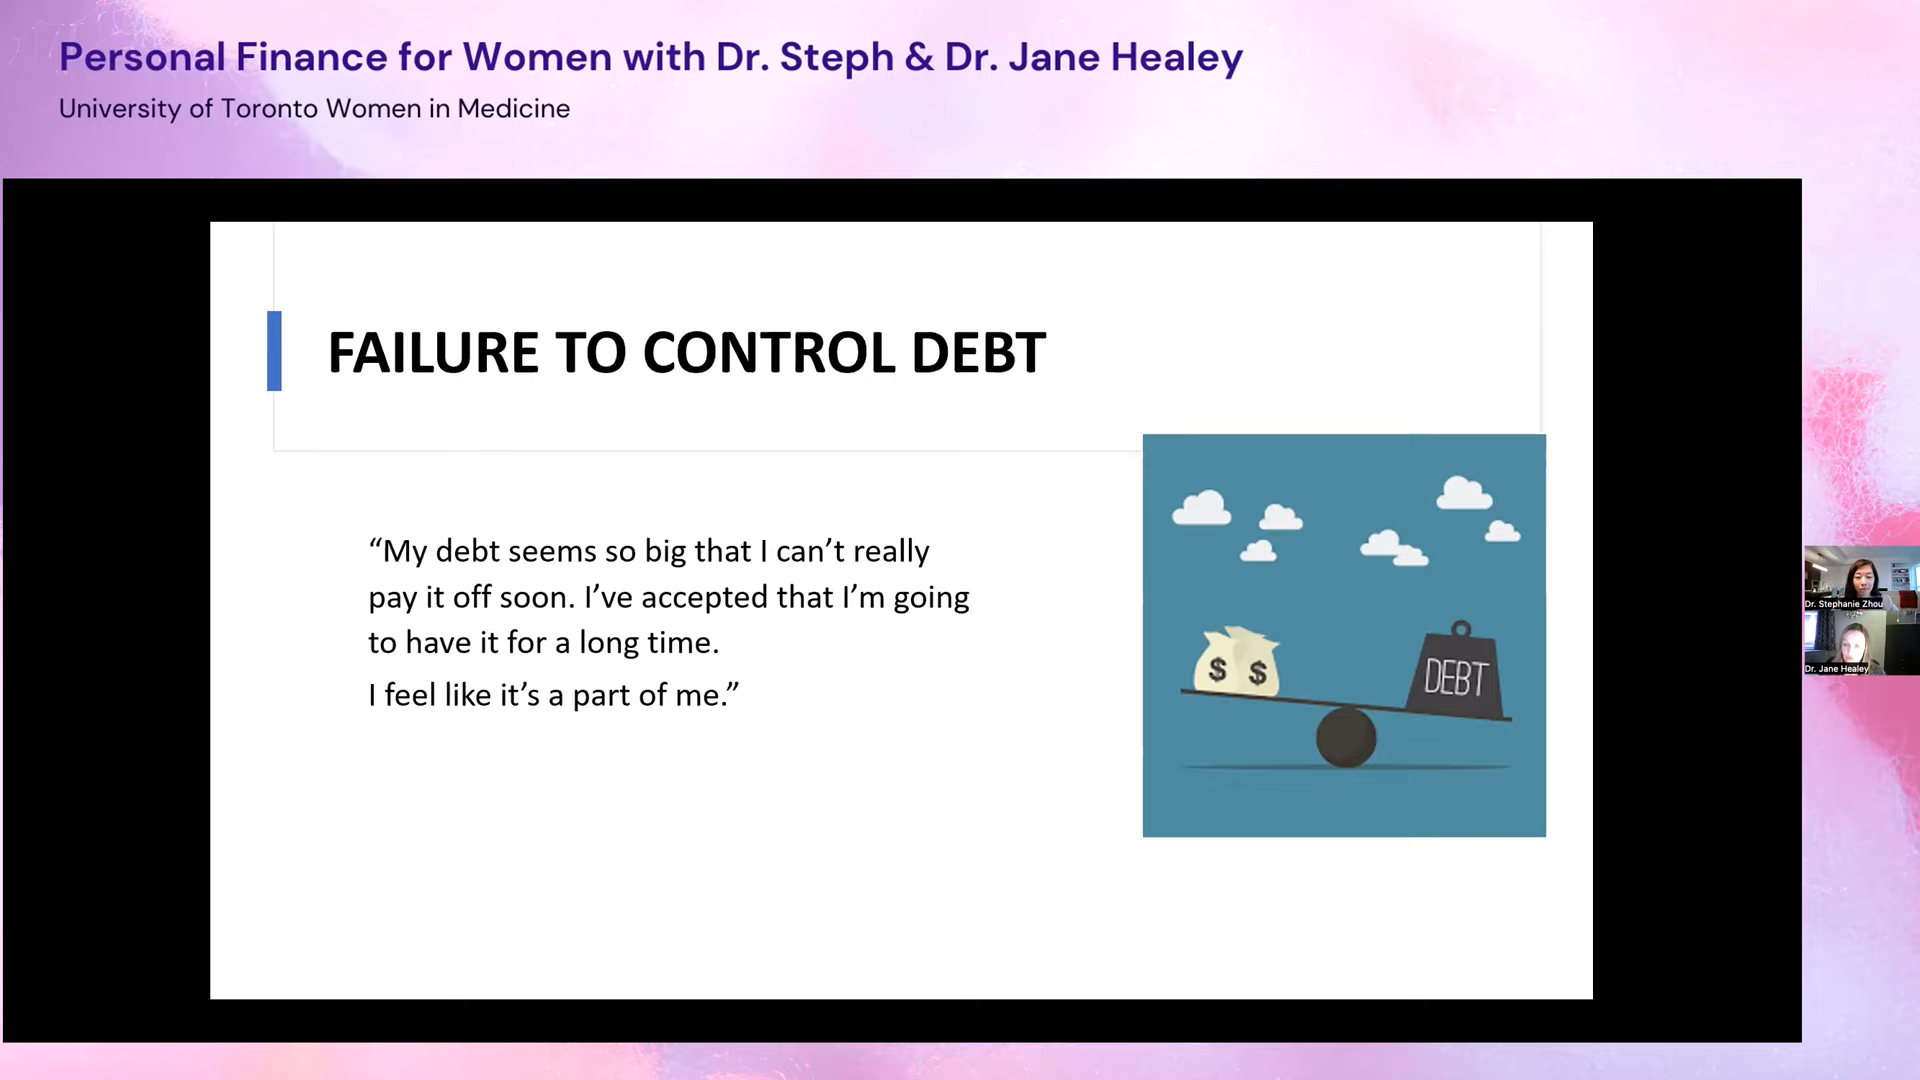 Personal Finance for Women with Dr. Steph & Dr. Jane Healey
University of Toronto Women in Medicine
FAILURE TO CONTROL DEBT
“My debt seems so big that I can’t really
pay it off soon. I’ve accepted that I’m going
to have it for a long time.
I feel like it’s a part of me.”
$ $
DEBT
Dr. Stephanie Zhou
Dr. Jane Healey